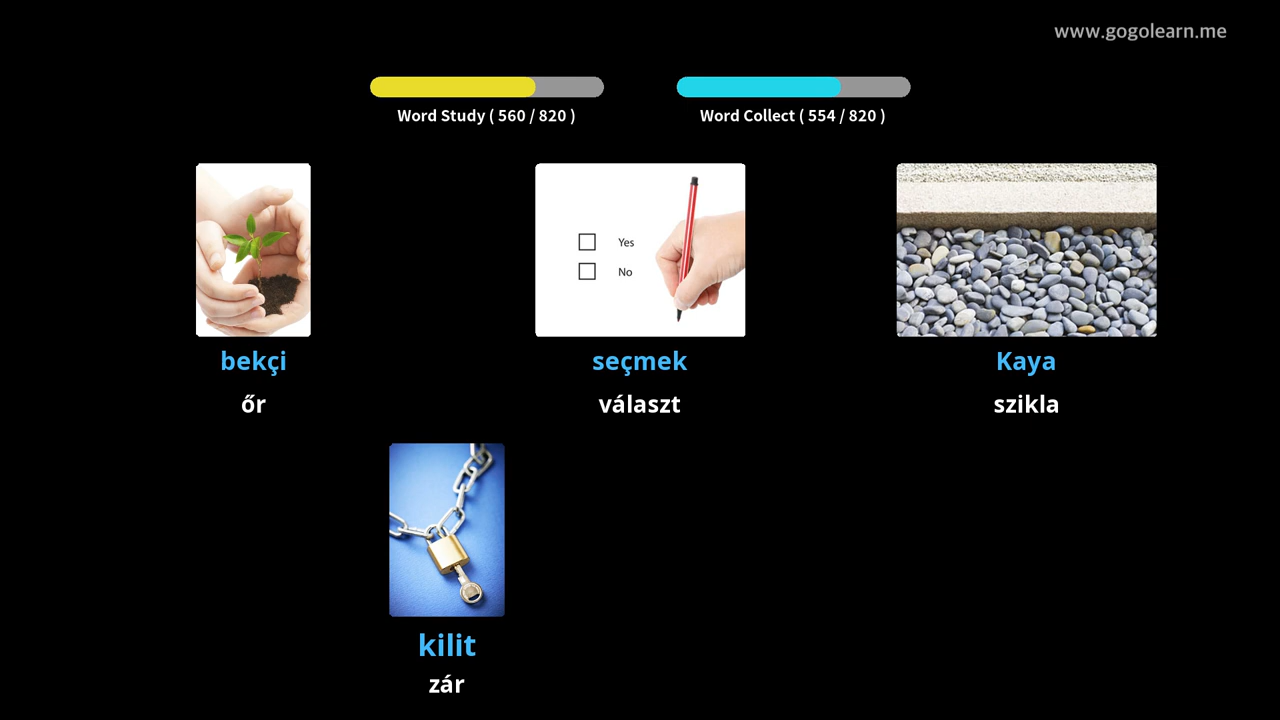 www.gogolearn.me
Word Study ( 560 / 820 )
Word Collect ( 554 / 820 )
Yes
No
bekçi
seçmek
Kaya
őr
választ
szikla
kilit
zár